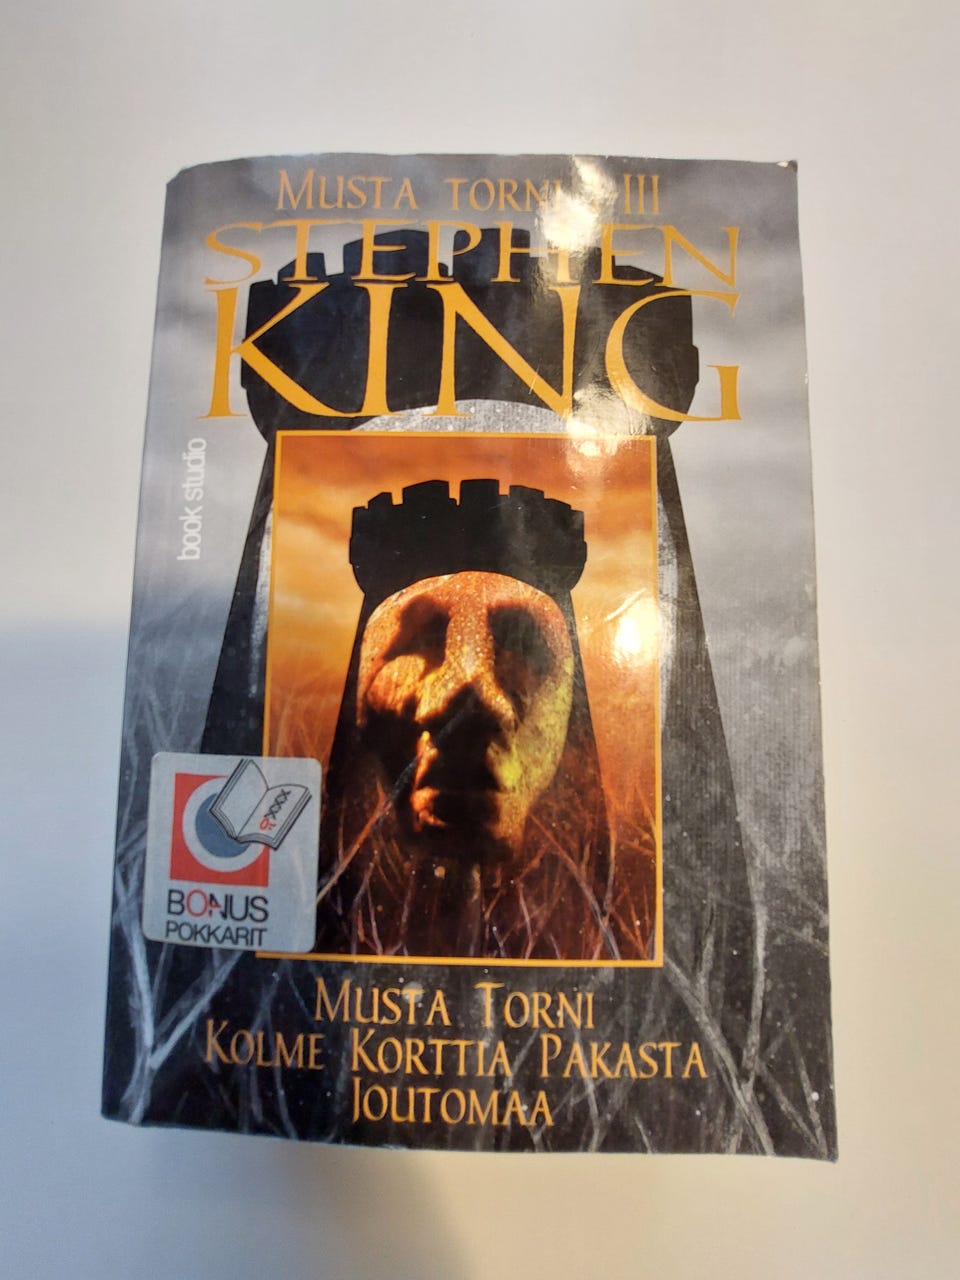 MUSTA TORNI III
STEPHEN
KING
book studio
BONUS
POKKARIT
MUSTA TORNI
KOLME KORTTIA PAKASTA
JOUTOMAA